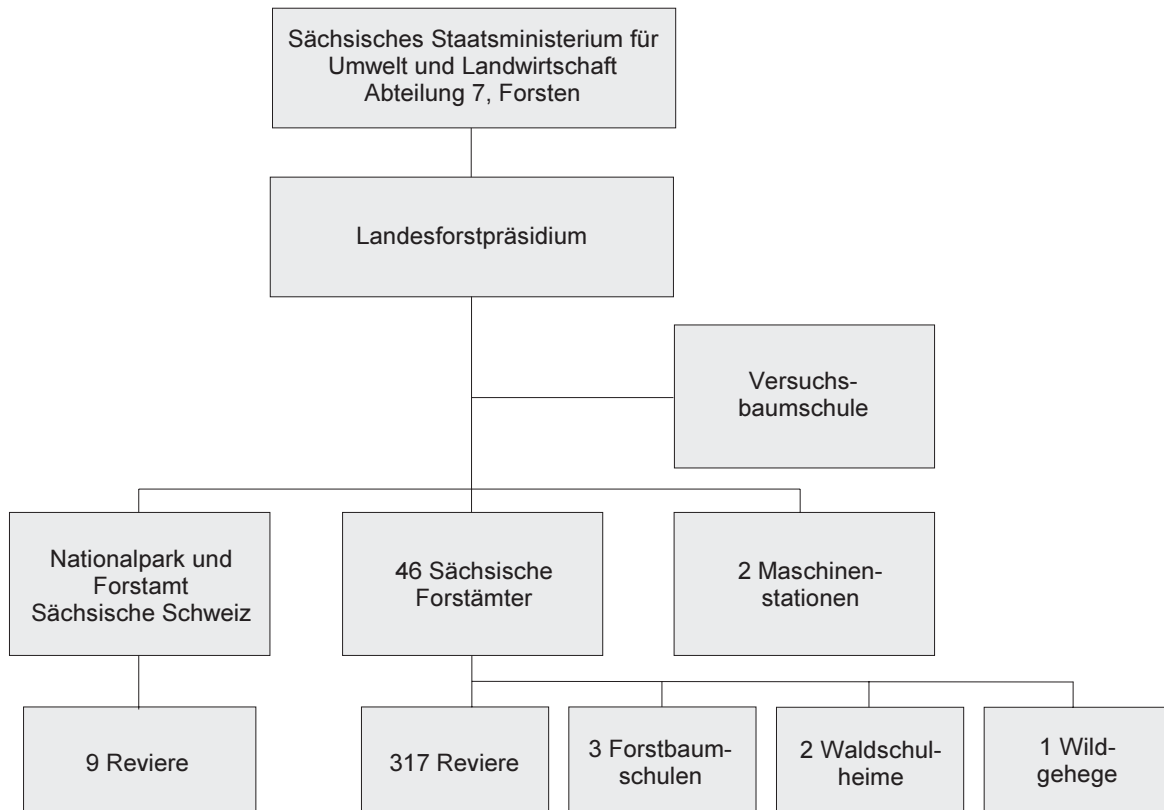 Sächsisches Staatsministerium für
Umwelt und Landwirtschaft
Abteilung 7, Forsten
Landesforstpräsidium
Versuchs-
baumschule
Nationalpark und
Forstamt
Sächsische Schweiz
46 Sächsische
Forstämter
2 Maschinen-
stationen
9 Reviere
317 Reviere
3 Forstbaum-
schulen
2 Waldschul-
heime
1 Wild-
gehege